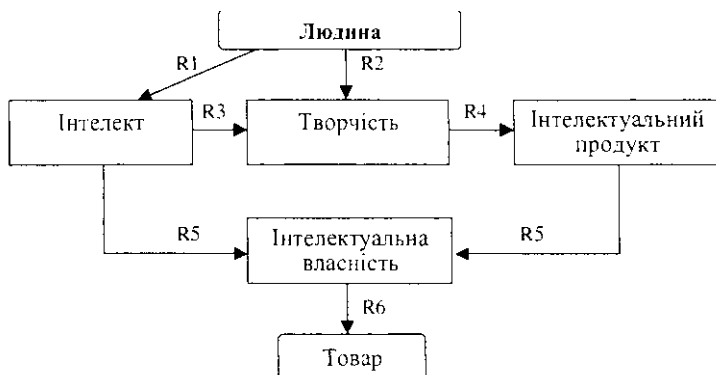 Людина
R1
R2
Інтелект
R3
Творчість
R4
Інтелектуальний
продукт
R5
Інтелектуальна
власність
R5
R6
Товар